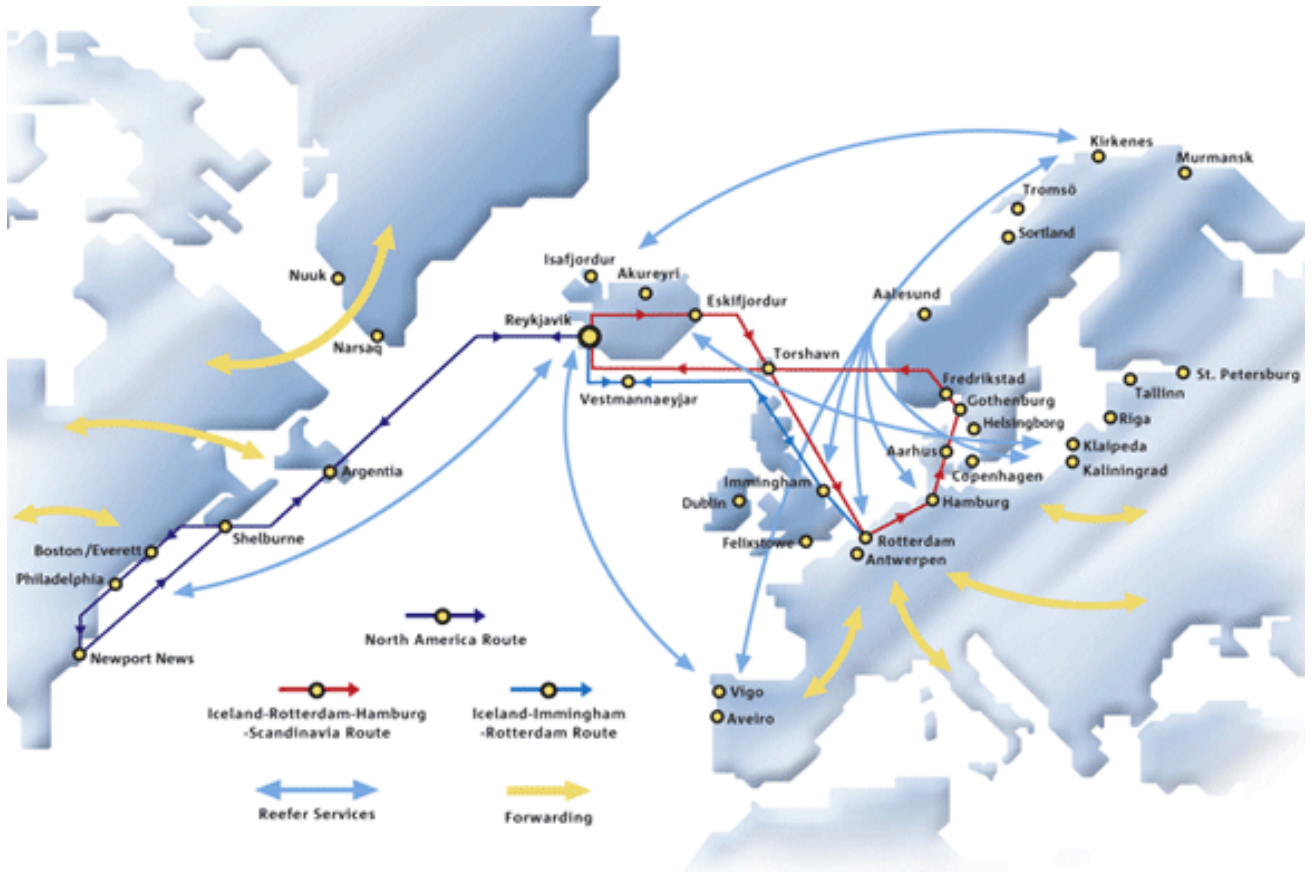 Kirkenes
Murmansk
Tromsö
Sortland
Isafjordur
Akureyri
Nuuk
Eskifjordur
Aalesund
Reykjavik
Narsaq
Torshavn
St. Petersburg
Fredrikstad
Tallinn
Vestmannaeyjar
Gothenburg
Helsingborg
Riga
Klaipeda
Aarhus
Kaliningrad
Argentia
Copenhagen
Immingham
Dublin
Hamburg
Shelburne
Felixstowe
Rotterdam
Boston/Everett
Antwerpen
Philadelphia
North America Route
Newport News
Vigo
Iceland-Rotterdam-Hamburg
-Scandinavia Route
Iceland-Immingham
-Rotterdam Route
Aveiro
Reefer Services
Forwarding